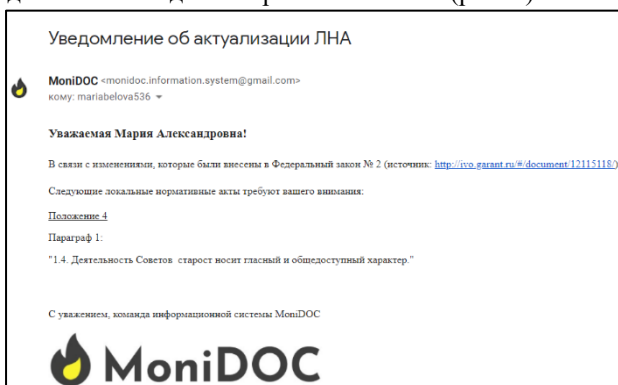 Уведомление об актуализации ЛНА
MoniDOC <monidoc.information.system@gmail.com>
кому: mariabelova536
Уважаемая Мария Александровна!
В связи с изменениями, которые были внесены в Федеральный закон № 2 (источник: http://ivo.garant.ru/#/document/12115118/)
Следующие локальные нормативные акты требуют вашего внимания:
Положение 4
Параграф 1:
"1.4. Деятельность Советов старост носит гласный и общедоступный характер."
С уважением, команда информационной системы MoniDOC
MoniDOC